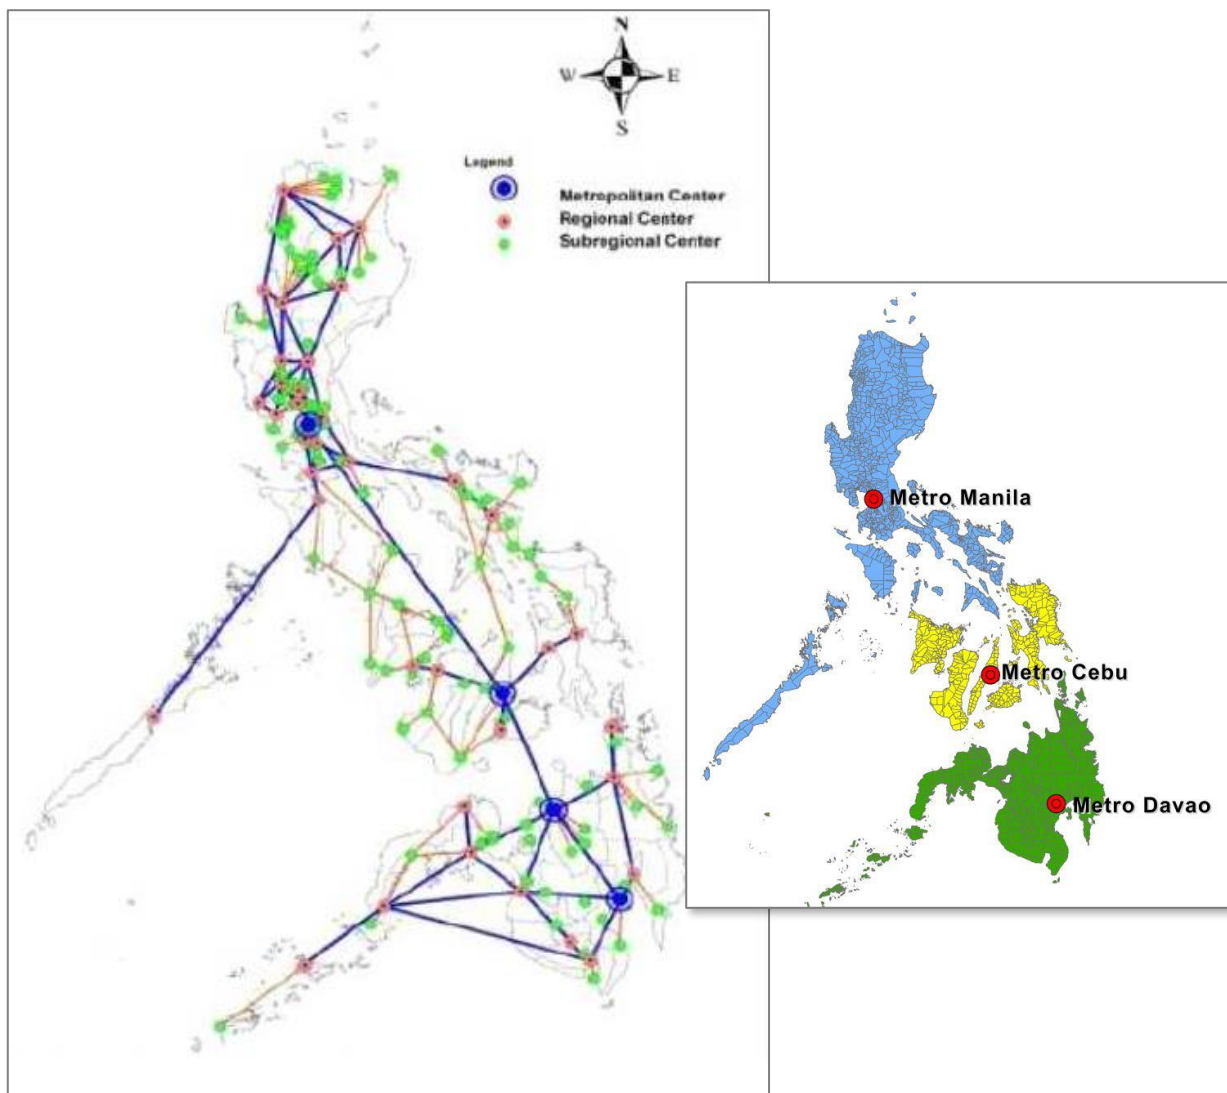 N
W E
S
Legend
Metropolitan Center
Regional Center
Subregional Center
Metro Manila
Metro Cebu
Metro Davao